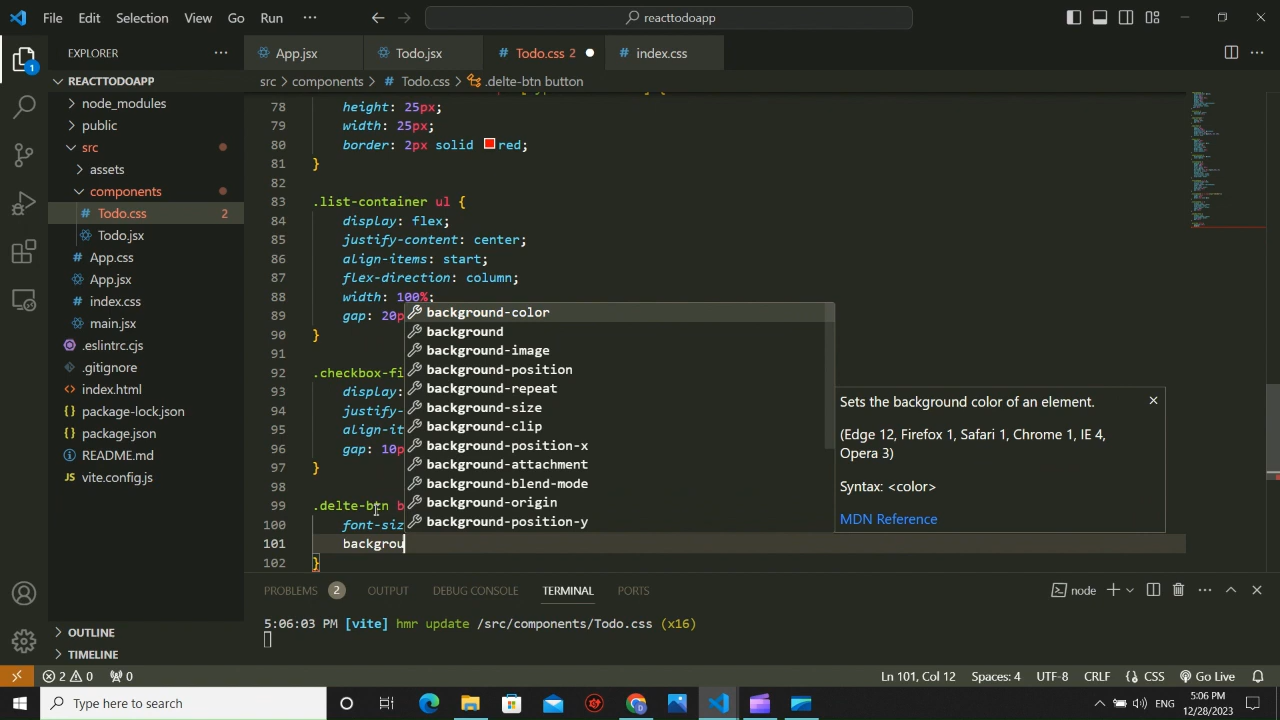 File Edit Selection View Go Run ··· reacttodoapp
EXPLORER ···
REACTTODOAPP
node_modules
public
src
assets
components
# Todo.css 2
Todo.jsx
# App.css
App.jsx
# index.css
main.jsx
.eslintrc.cjs
.gitignore
<> index.html
{} package-lock.json
{} package.json
README.md
JS vite.config.js
OUTLINE
TIMELINE
1
App.jsx Todo.jsx # Todo.css 2 # index.css
src > components > # Todo.css > .delte-btn button
78 height: 25px;
79 width: 25px;
80 border: 2px solid red;
81 }
82
83 .list-container ul {
84 display: flex;
85 justify-content: center;
86 align-items: start;
87 flex-direction: column;
88 width: 100%;
89 gap: 20p
90 }
91
92 .checkbox-fi
93 display:
94 justify-
95 align-it
96 gap: 10p
97 }
98
99 .delte-btn b
100 font-siz
101 backgrou
102 }
background-color
background
background-image
background-position
background-repeat
background-size
background-clip
background-position-x
background-attachment
background-blend-mode
background-origin
background-position-y
Sets the background color of an element.
(Edge 12, Firefox 1, Safari 1, Chrome 1, IE 4,
Opera 3)
Syntax: <color>
MDN Reference
PROBLEMS 2 OUTPUT DEBUG CONSOLE TERMINAL PORTS node
5:06:03 PM [vite] hmr update /src/components/Todo.css (x16)
2 0 0 Ln 101, Col 12 Spaces: 4 UTF-8 CRLF {} CSS Go Live
Type here to search
ENG
5:06 PM
12/28/2023